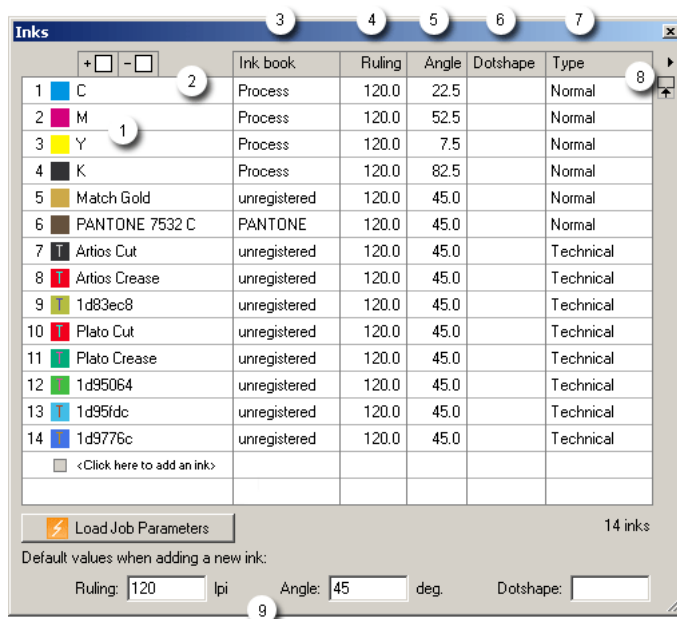 3 4 5 6 7
Inks
+ - 2 Ink book Ruling Angle Dotshape Type 8
1 C Process 120.0 22.5 Normal
2 M Process 120.0 52.5 Normal
1
3 Y Process 120.0 7.5 Normal
4 K Process 120.0 82.5 Normal
5 Match Gold unregistered 120.0 45.0 Normal
6 PANTONE 7532 C PANTONE 120.0 45.0 Normal
7 T Artios Cut unregistered 120.0 45.0 Technical
8 T Artios Crease unregistered 120.0 45.0 Technical
9 T 1d83ec8 unregistered 120.0 45.0 Technical
10 T Plato Cut unregistered 120.0 45.0 Technical
11 T Plato Crease unregistered 120.0 45.0 Technical
12 T 1d95064 unregistered 120.0 45.0 Technical
13 T 1d95fdc unregistered 120.0 45.0 Technical
14 T 1d9776c unregistered 120.0 45.0 Technical
<Click here to add an ink>
Load Job Parameters 14 inks
Default values when adding a new ink:
Ruling: 120 lpi Angle: 45 deg. Dotshape:
9